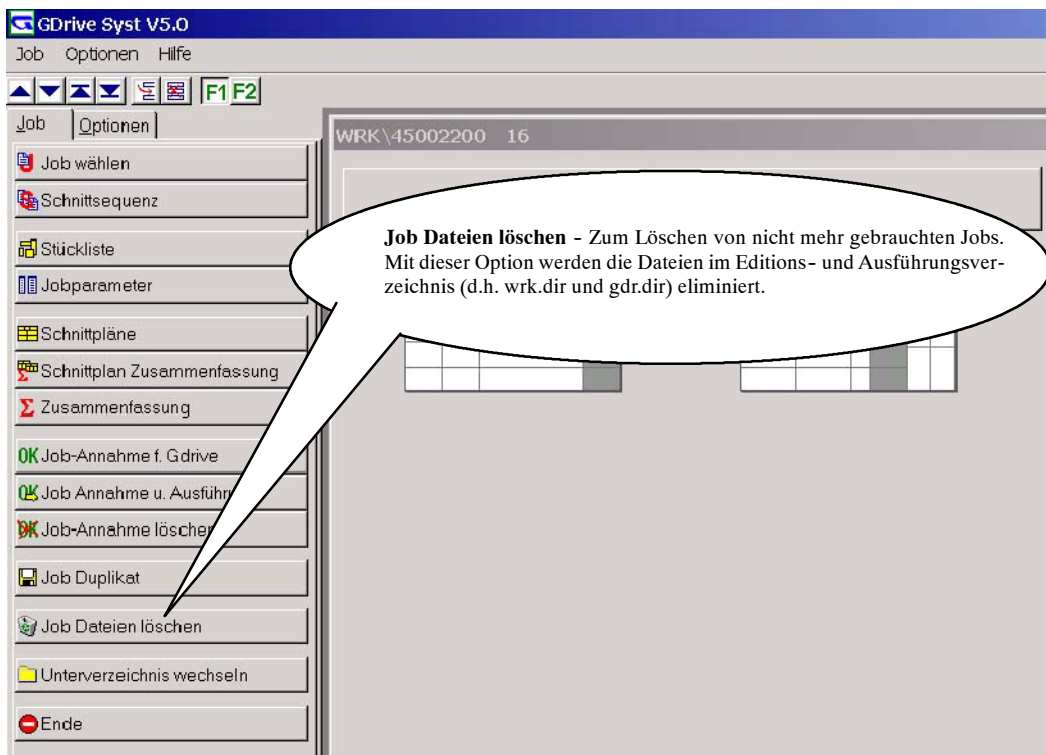 GDrive Syst V5.0
Job Optionen Hilfe
F1 F2
Job Optionen
Job wählen
Schnittsequenz
Stückliste
Jobparameter
Schnittpläne
Schnittplan Zusammenfassung
Σ Zusammenfassung
OK Job-Annahme f. Gdrive
OK Job Annahme u. Ausführ
OK Job-Annahme löschen
Job Duplikat
Job Dateien löschen
Unterverzeichnis wechseln
Ende
WRK\45002200 16
Job Dateien löschen - Zum Löschen von nicht mehr gebrauchten Jobs.
Mit dieser Option werden die Dateien im Editions- und Ausführungsver-
zeichnis (d.h. wrk.dir und gdr.dir) eliminiert.